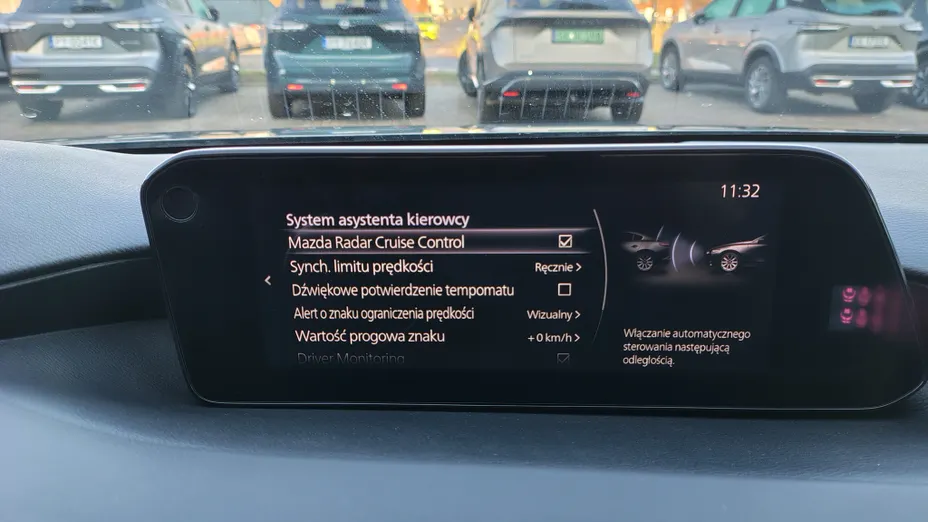 11:32
System asystenta kierowcy
Mazda Radar Cruise Control
Synch. limitu prędkości Ręcznie
Dźwiękowe potwierdzenie tempomatu
Alert o znaku ograniczenia prędkości Wizualny
Wartość progowa znaku + 0 km/h
Driver Monitoring
Włączanie automatycznego
sterowania następującą
odległością.